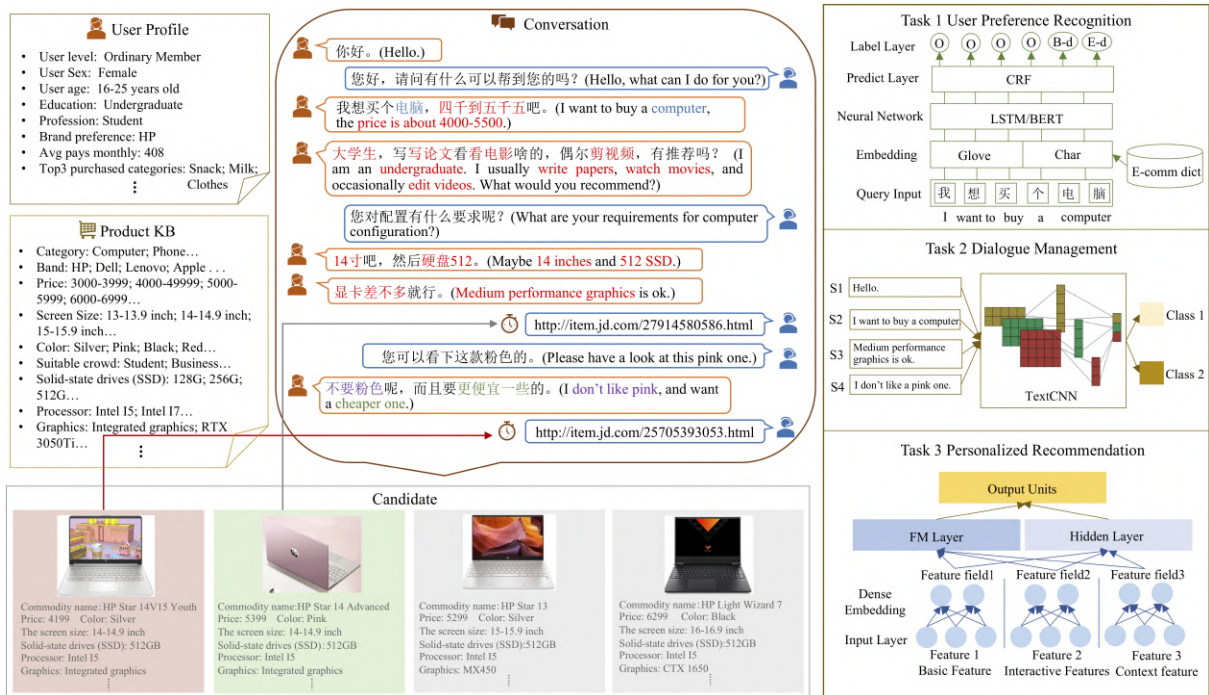 User Profile
• User level: Ordinary Member
• User Sex: Female
• User age: 16-25 years old
• Education: Undergraduate
• Profession: Student
• Brand preference: HP
• Avg pays monthly: 408
• Top3 purchased categories: Snack; Milk;
Clothes
⋮
Product KB
• Category: Computer; Phone…
• Band: HP; Dell; Lenovo; Apple . . .
• Price: 3000-3999; 4000-49999; 5000-
5999; 6000-6999…
• Screen Size: 13-13.9 inch; 14-14.9 inch;
15-15.9 inch…
• Color: Silver; Pink; Black; Red…
• Suitable crowd: Student; Business…
• Solid-state drives (SSD): 128G; 256G;
512G…
• Processor: Intel I5; Intel I7…
• Graphics: Integrated graphics; RTX
3050Ti…
⋮
Conversation
你好。(Hello.)
您好，请问有什么可以帮到您的吗？(Hello, what can I do for you?)
我想买个电脑，四千到五千五吧。(I want to buy a computer,
the price is about 4000-5500.)
大学生，写写论文看看电影啥的，偶尔剪视频，有推荐吗？ (I
am an undergraduate. I usually write papers, watch movies, and
occasionally edit videos. What would you recommend?)
您对配置有什么要求呢？(What are your requirements for computer
configuration?)
14寸吧，然后硬盘512。(Maybe 14 inches and 512 SSD.)
显卡差不多就行。(Medium performance graphics is ok.)
http://item.jd.com/27914580586.html
您可以看下这款粉色的。(Please have a look at this pink one.)
不要粉色呢，而且要更便宜一些的。(I don't like pink, and want
a cheaper one.)
http://item.jd.com/25705393053.html
Candidate
Commodity name:HP Star 14V15 Youth
Price: 4199 Color: Silver
The screen size: 14-14.9 inch
Solid-state drives (SSD): 512GB
Processor: Intel I5
Graphics: Integrated graphics
⋮
Commodity name:HP Star 14 Advanced
Price: 5399 Color: Pink
The screen size: 14-14.9 inch
Solid-state drives (SSD): 512GB
Processor: Intel I5
Graphics: Integrated graphics
⋮
Commodity name:HP Star 13
Price: 5299 Color: Silver
The screen size: 15-15.9 inch
Solid-state drives (SSD):512GB
Processor: Intel I5
Graphics: MX450
⋮
Commodity name:HP Light Wizard 7
Price: 6299 Color: Black
The screen size: 16-16.9 inch
Solid-state drives (SSD):512GB
Processor: Intel I5
Graphics: CTX 1650
⋮
Task 1 User Preference Recognition
Label Layer O O O O B-d E-d
Predict Layer CRF
Neural Network LSTM/BERT
Embedding Glove Char
E-comm dict
Query Input 我 想 买 个 电 脑
I want to buy a computer
Task 2 Dialogue Management
S1 Hello.
S2 I want to buy a computer
S3 Medium performance
graphics is ok.
S4 I don't like a pink one.
TextCNN
Class 1
Class 2
Task 3 Personalized Recommendation
Output Units
FM Layer Hidden Layer
Feature field1 Feature field2 Feature field3
Dense
Embedding
Input Layer
Feature 1 Feature 2 Feature 3
Basic Feature Interactive Features Context feature